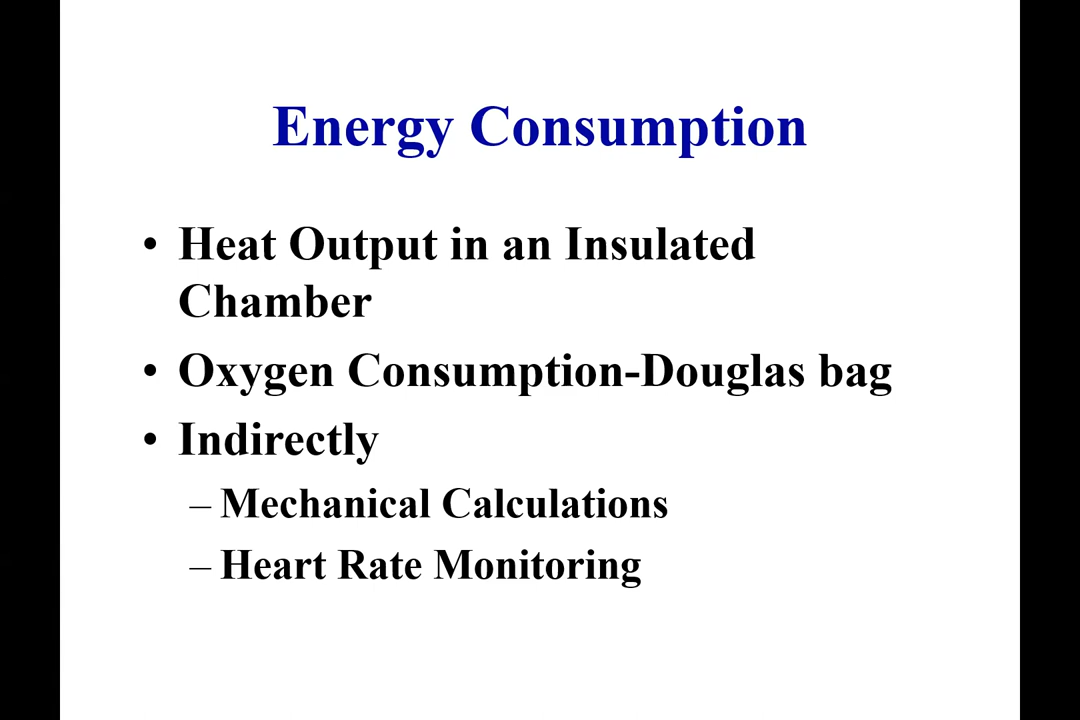 Energy Consumption
• Heat Output in an Insulated
Chamber
• Oxygen Consumption-Douglas bag
• Indirectly
– Mechanical Calculations
– Heart Rate Monitoring